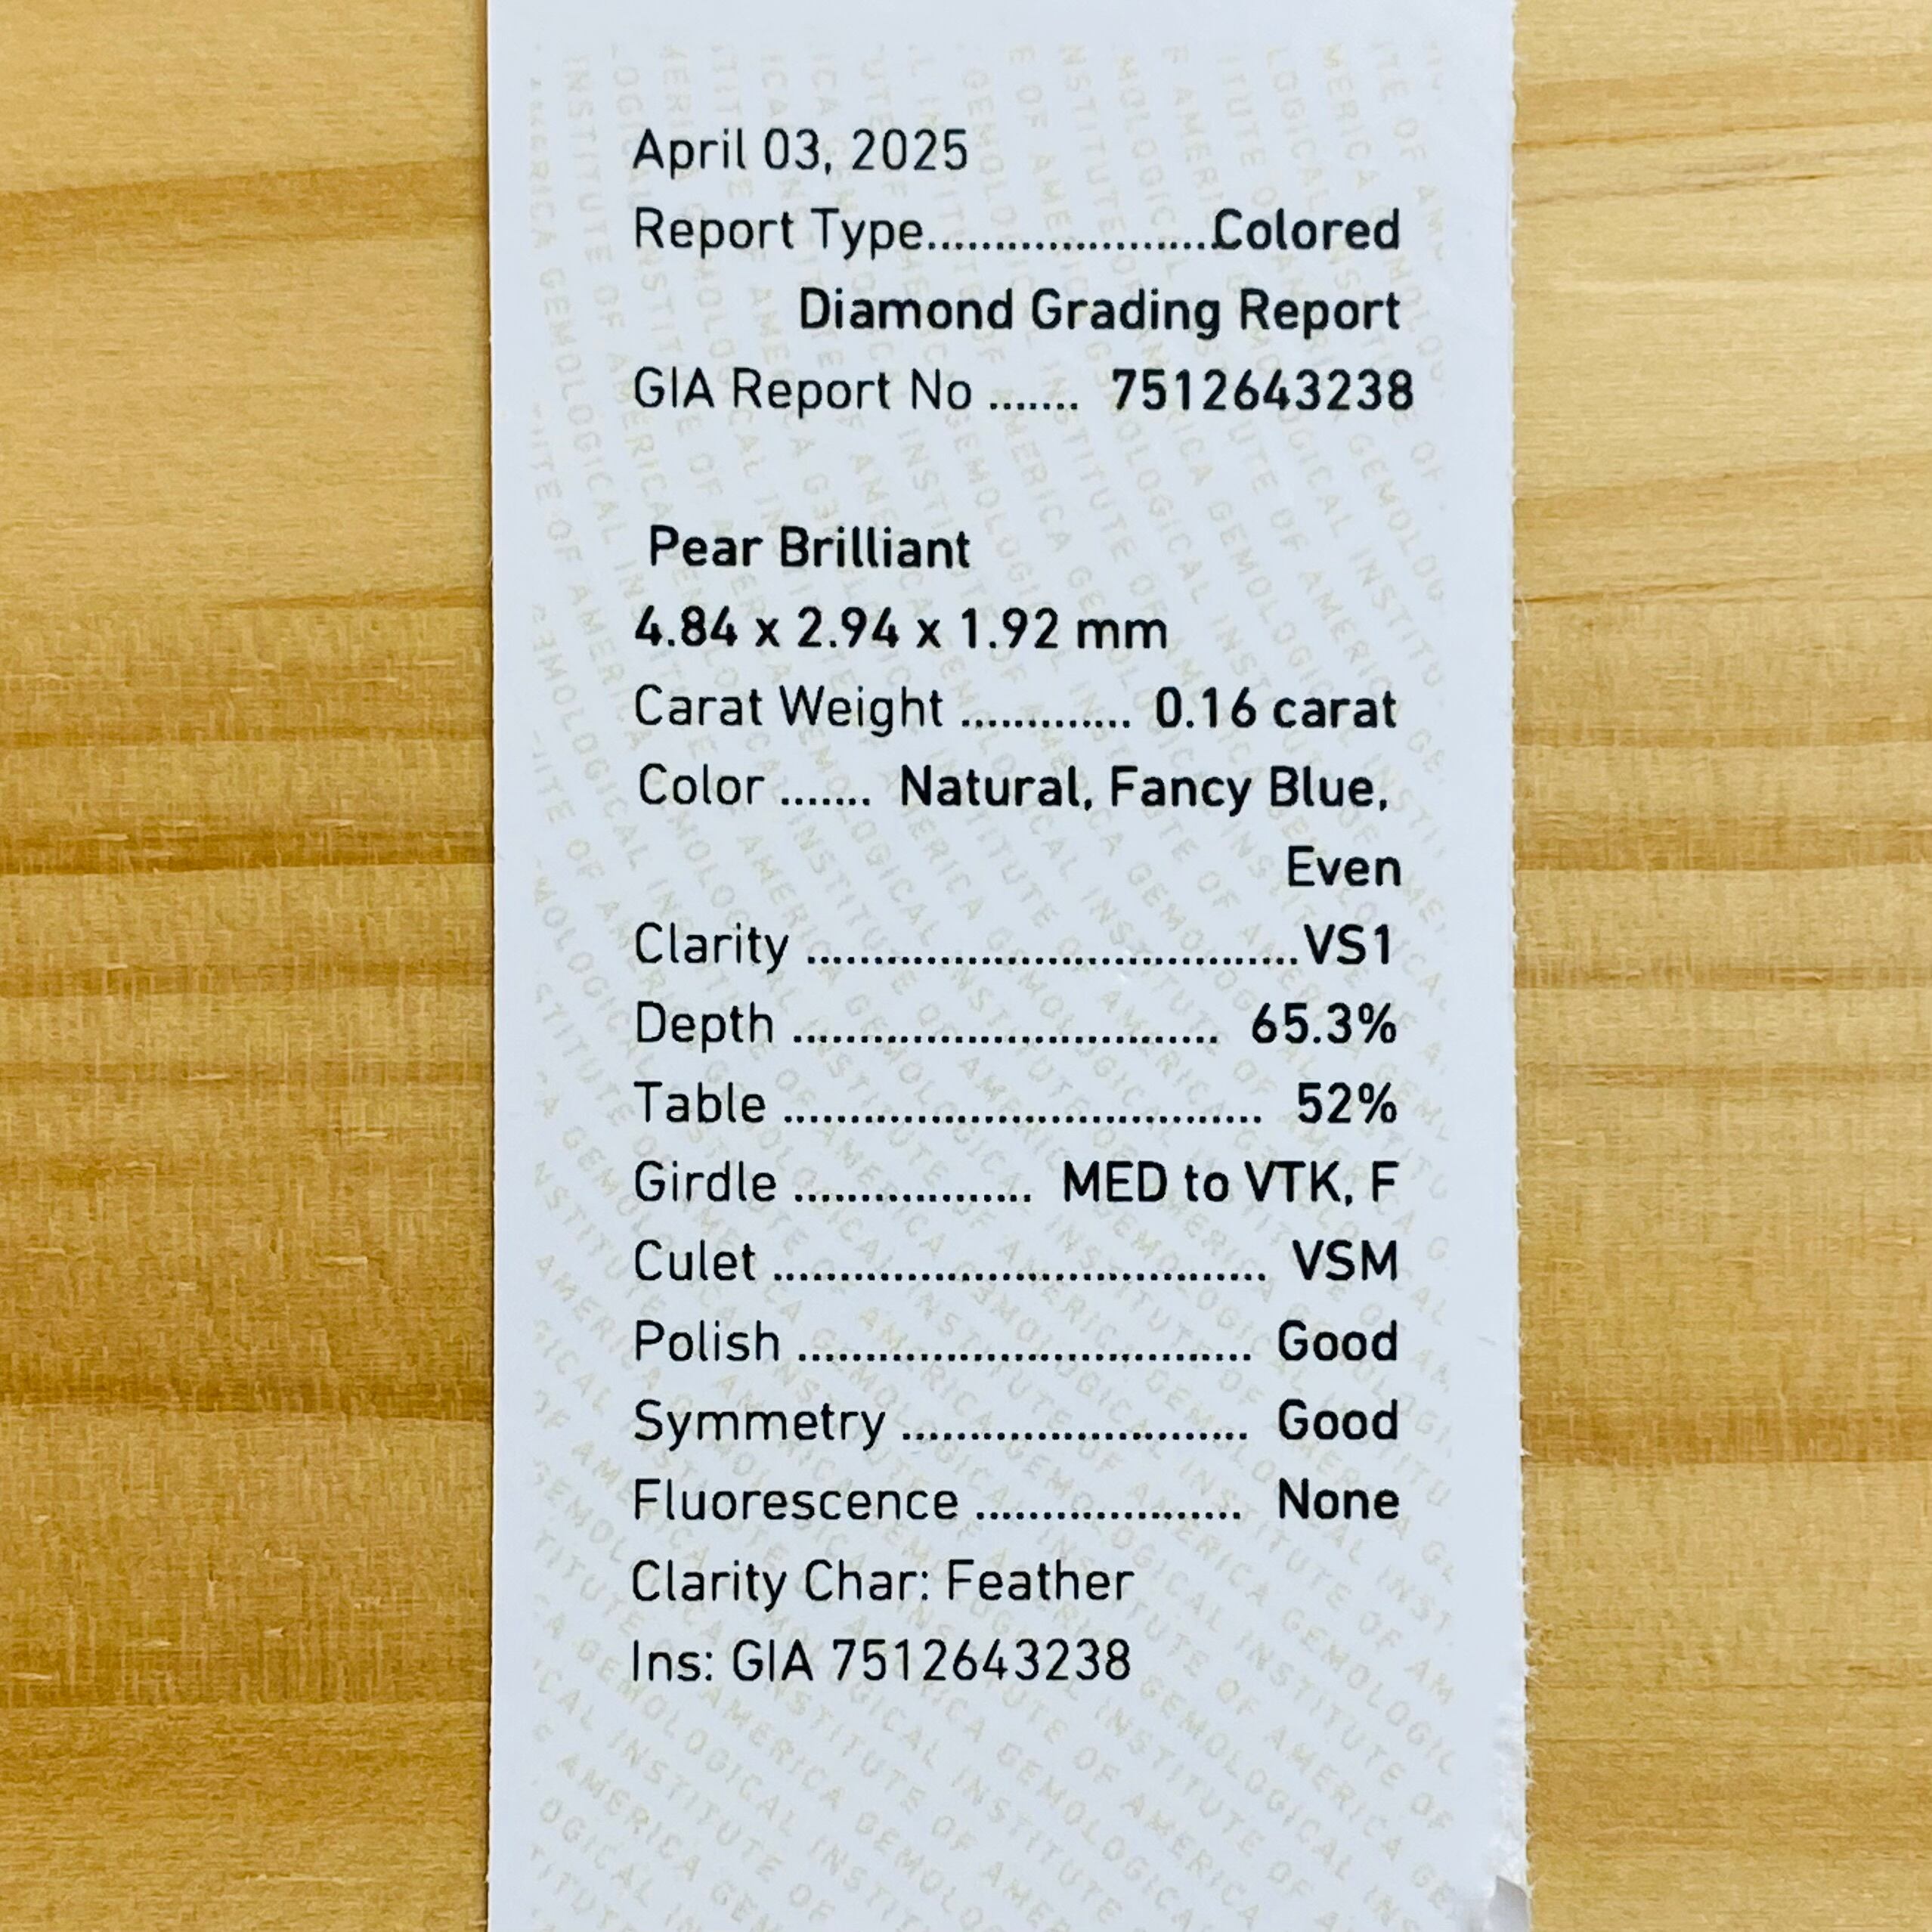 April 03, 2025
Report Type.....................Colored
Diamond Grading Report
GIA Report No ....... 7512643238
Pear Brilliant
4.84 x 2.94 x 1.92 mm
Carat Weight ............. 0.16 carat
Color ....... Natural, Fancy Blue,
Even
Clarity .....................................VS1
Depth ................................ 65.3%
Table .................................... 52%
Girdle .................. MED to VTK, F
Culet ..................................... VSM
Polish .................................. Good
Symmetry .......................... Good
Fluorescence .................... None
Clarity Char: Feather
Ins: GIA 7512643238